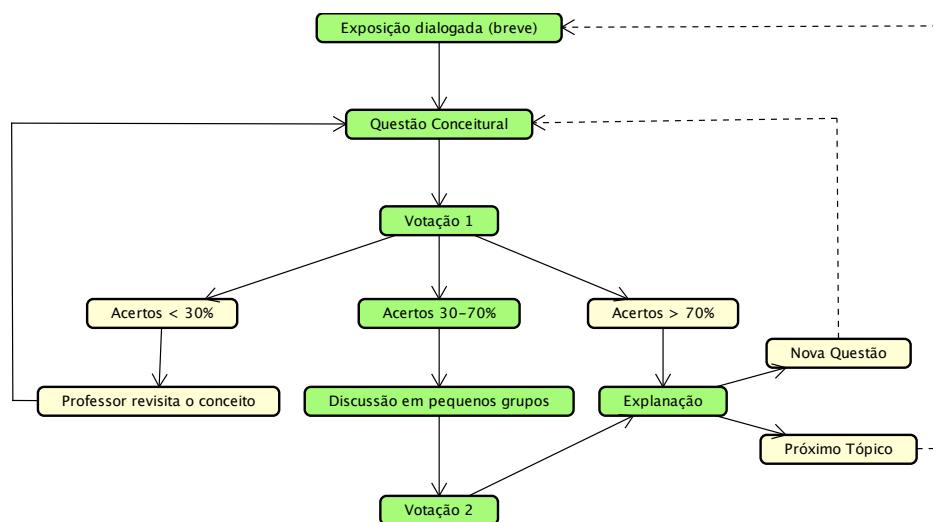 Exposição dialogada (breve)
Questão Conceitural
Votação 1
Acertos < 30%
Acertos 30–70%
Acertos > 70%
Nova Questão
Professor revisita o conceito
Discussão em pequenos grupos
Explanação
Próximo Tópico
Votação 2